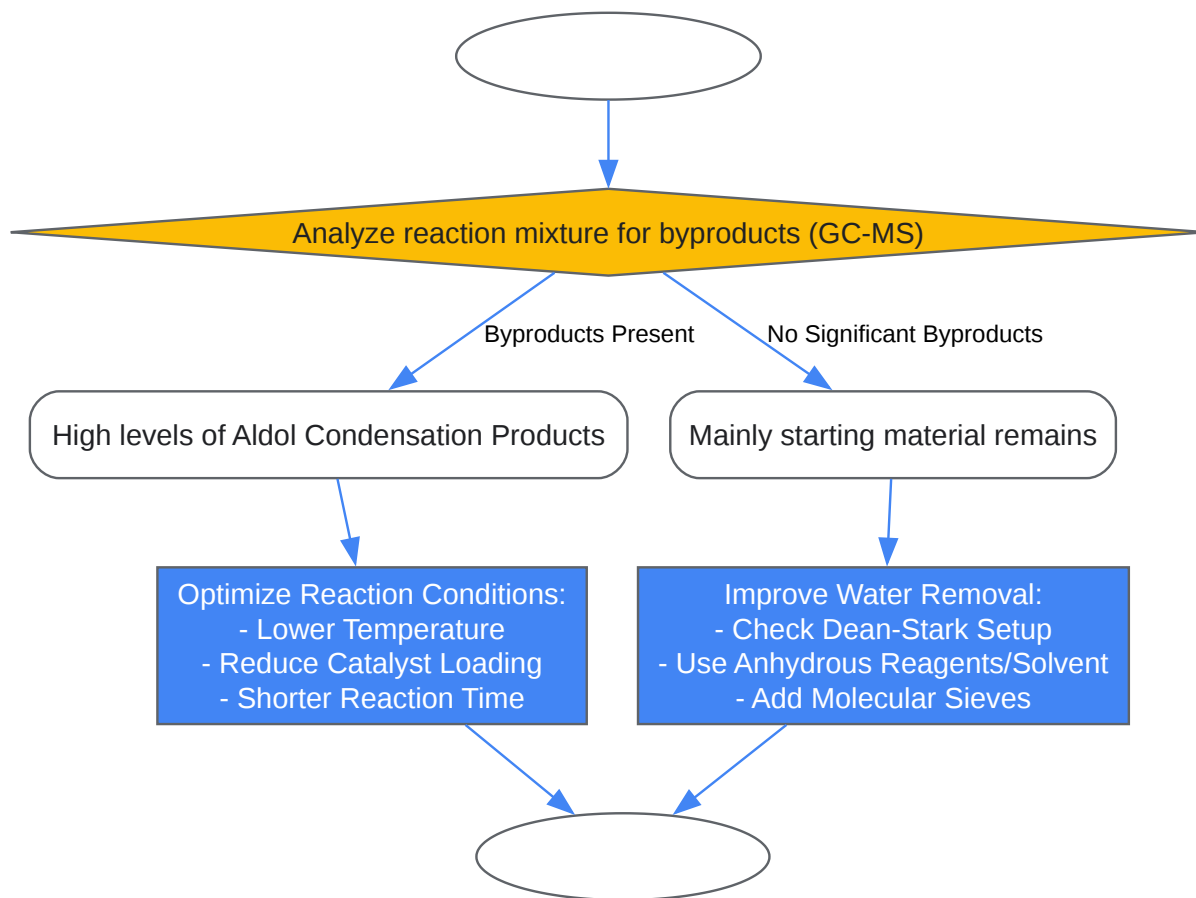 Analyze reaction mixture for byproducts (GC-MS)
Byproducts Present
No Significant Byproducts
High levels of Aldol Condensation Products
Mainly starting material remains
Optimize Reaction Conditions:
- Lower Temperature
- Reduce Catalyst Loading
- Shorter Reaction Time
Improve Water Removal:
- Check Dean-Stark Setup
- Use Anhydrous Reagents/Solvent
- Add Molecular Sieves